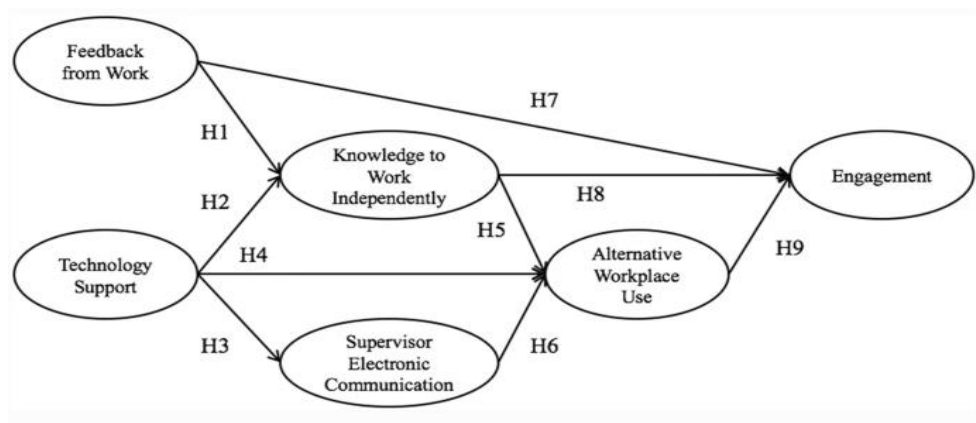 Feedback
from Work
H7
H1
Knowledge to
Work
Independently
Engagement
H2
H8
H5
H4
H9
Technology
Support
Alternative
Workplace
Use
H3
Supervisor
Electronic
Communication
H6